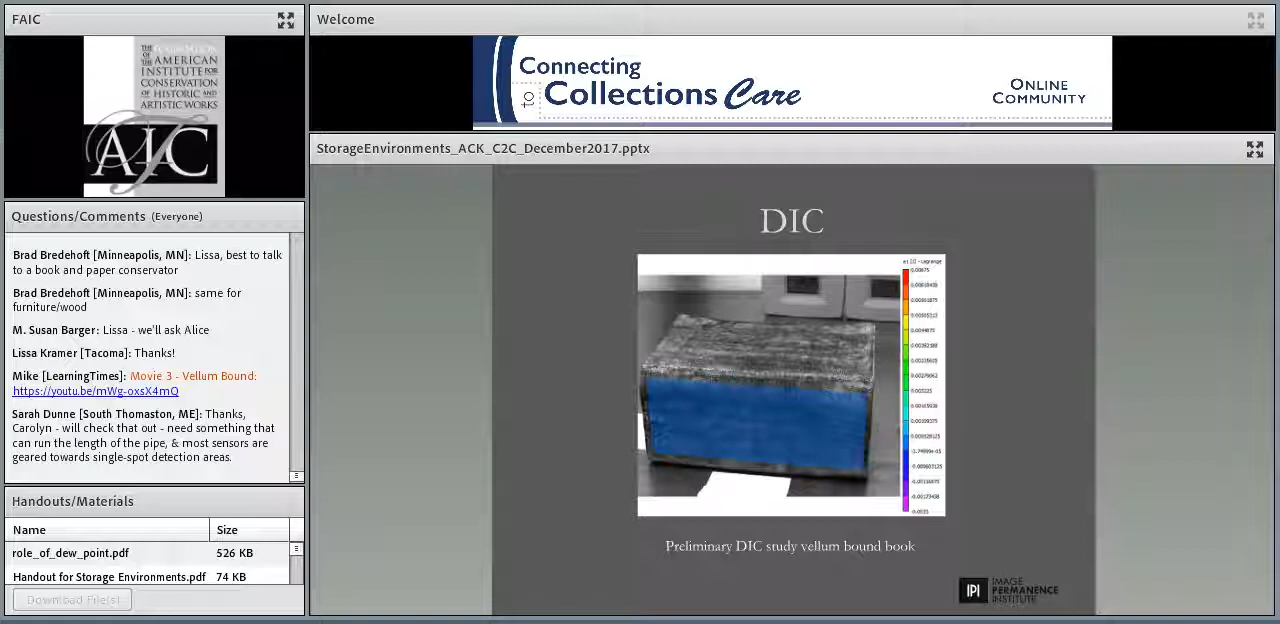 FAIC
THE FOUNDATION
OF THE AMERICAN
INSTITUTE FOR
CONSERVATION
OF HISTORIC AND
ARTISTIC WORKS
AIC
Questions/Comments (Everyone)
Brad Bredehoft [Minneapolis, MN]: Lissa, best to talk
to a book and paper conservator
Brad Bredehoft [Minneapolis, MN]: same for
furniture/wood
M. Susan Barger: Lissa - we'll ask Alice
Lissa Kramer [Tacoma]: Thanks!
Mike [LearningTimes]: Movie 3 - Vellum Bound:
https://youtu.be/mWg-oxsX4mQ
Sarah Dunne [South Thomaston, ME]: Thanks,
Carolyn - will check that out - need something that
can run the length of the pipe, & most sensors are
geared towards single-spot detection areas.
Handouts/Materials
Name Size
role_of_dew_point.pdf 526 KB
Handout for Storage Environments.pdf 74 KB
Download File(s)
Welcome
Connecting
to Collections Care
ONLINE
COMMUNITY
StorageEnvironments_ACK_C2C_December2017.pptx
DIC
Preliminary DIC study vellum bound book
IPI IMAGE
PERMANENCE
INSTITUTE